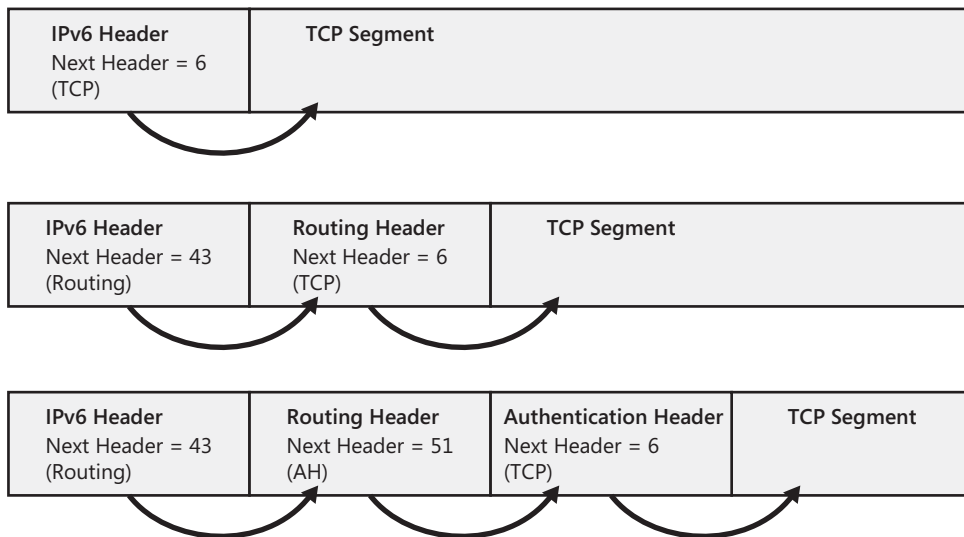 IPv6 Header
Next Header = 6
(TCP)
TCP Segment
IPv6 Header
Next Header = 43
(Routing)
Routing Header
Next Header = 6
(TCP)
TCP Segment
IPv6 Header
Next Header = 43
(Routing)
Routing Header
Next Header = 51
(AH)
Authentication Header
Next Header = 6
(TCP)
TCP Segment